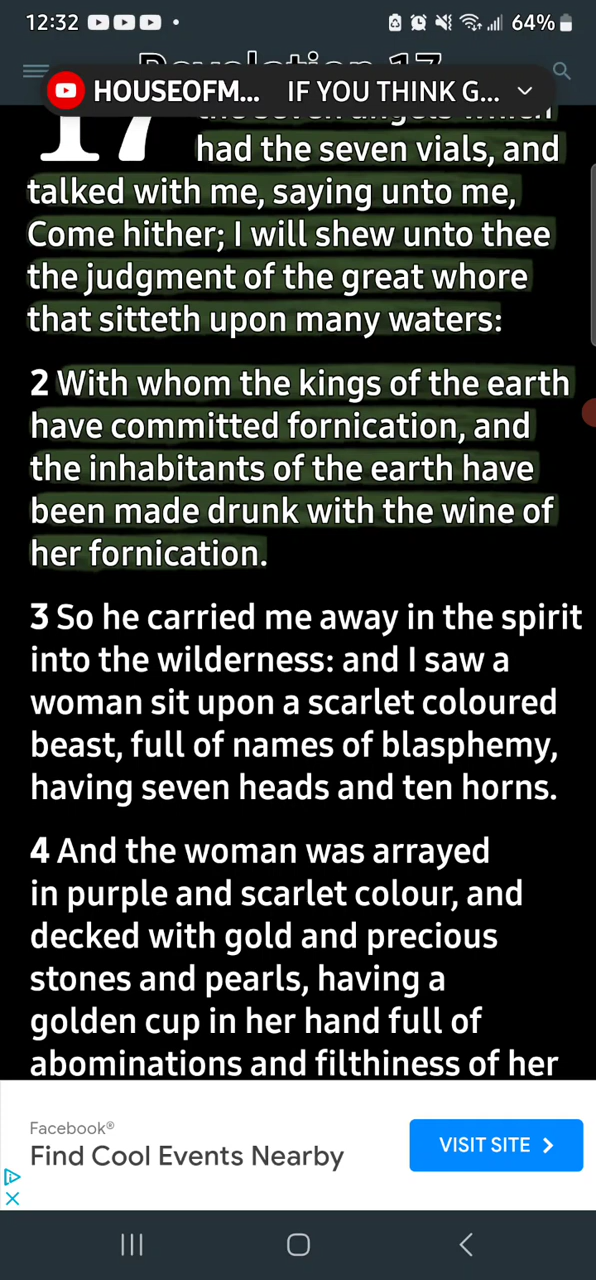 12:32
64%
Revelation 17
HOUSEOFM... IF YOU THINK G...
17 the seven angels which
had the seven vials, and
talked with me, saying unto me,
Come hither; I will shew unto thee
the judgment of the great whore
that sitteth upon many waters:
2 With whom the kings of the earth
have committed fornication, and
the inhabitants of the earth have
been made drunk with the wine of
her fornication.
3 So he carried me away in the spirit
into the wilderness: and I saw a
woman sit upon a scarlet coloured
beast, full of names of blasphemy,
having seven heads and ten horns.
4 And the woman was arrayed
in purple and scarlet colour, and
decked with gold and precious
stones and pearls, having a
golden cup in her hand full of
abominations and filthiness of her
Facebook®
Find Cool Events Nearby
VISIT SITE